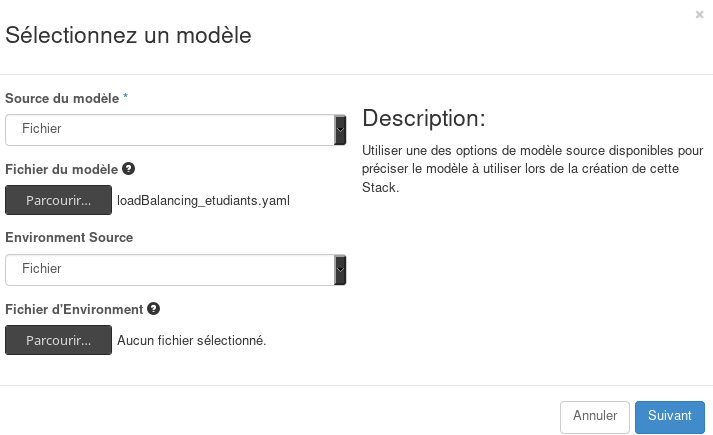 ×
Sélectionnez un modèle
Source du modèle *
Fichier
Fichier du modèle ?
Parcourir... loadBalancing_etudiants.yaml
Environment Source
Fichier
Fichier d'Environment ?
Parcourir... Aucun fichier sélectionné.
Description:
Utiliser une des options de modèle source disponibles pour
préciser le modèle à utiliser lors de la création de cette
Stack.
Annuler Suivant